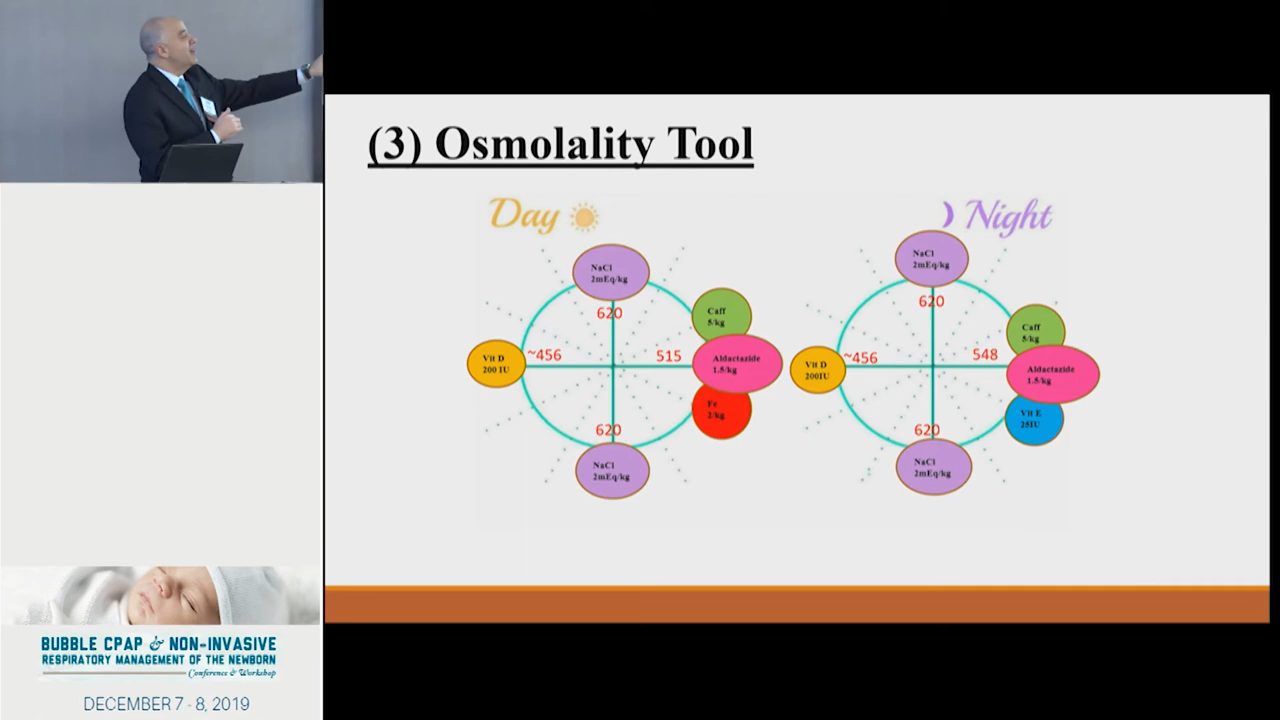 (3) Osmolality Tool
Day
Night
NaCl
2mEq/kg
620
Caff
5/kg
Vit D
200 IU
~456
515
Aldactazide
1.5/kg
Fe
2/kg
620
NaCl
2mEq/kg
NaCl
2mEq/kg
620
Caff
5/kg
Vit D
200IU
~456
548
Aldactazide
1.5/kg
Vit E
25IU
620
NaCl
2mEq/kg
BUBBLE CPAP & NON-INVASIVE
RESPIRATORY MANAGEMENT OF THE NEWBORN
Conference & Workshop
DECEMBER 7 - 8, 2019